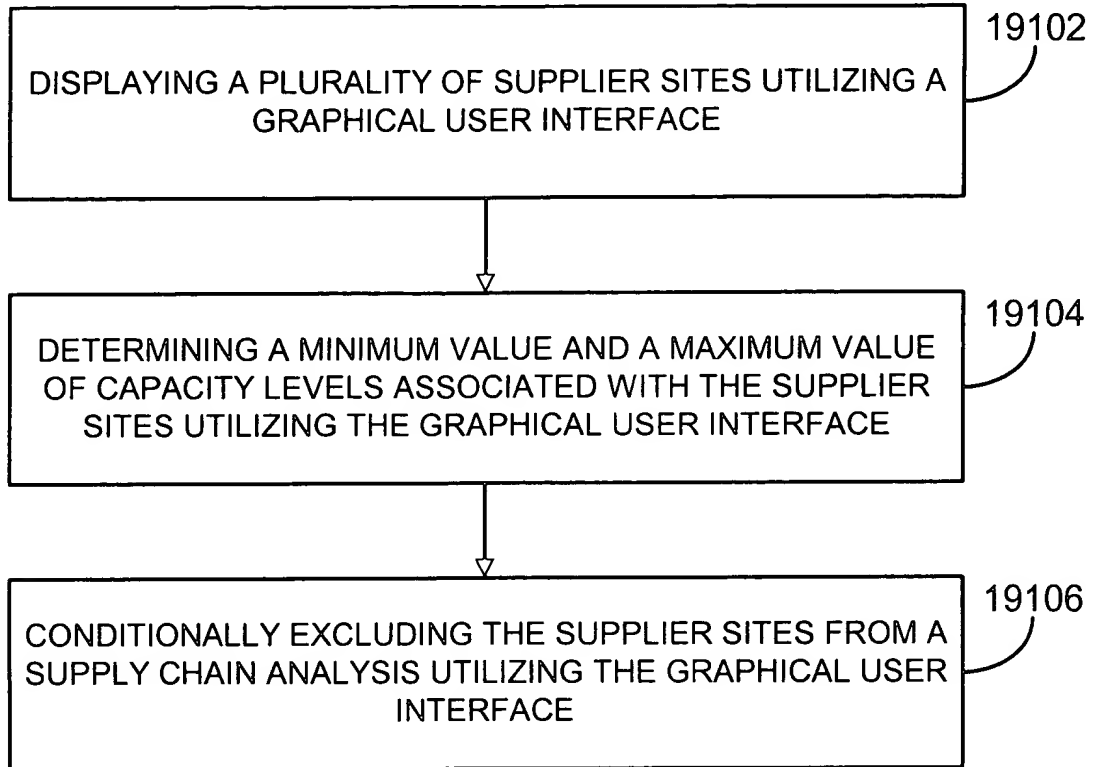 19102
DISPLAYING A PLURALITY OF SUPPLIER SITES UTILIZING A
GRAPHICAL USER INTERFACE
19104
DETERMINING A MINIMUM VALUE AND A MAXIMUM VALUE
OF CAPACITY LEVELS ASSOCIATED WITH THE SUPPLIER
SITES UTILIZING THE GRAPHICAL USER INTERFACE
19106
CONDITIONALLY EXCLUDING THE SUPPLIER SITES FROM A
SUPPLY CHAIN ANALYSIS UTILIZING THE GRAPHICAL USER
INTERFACE